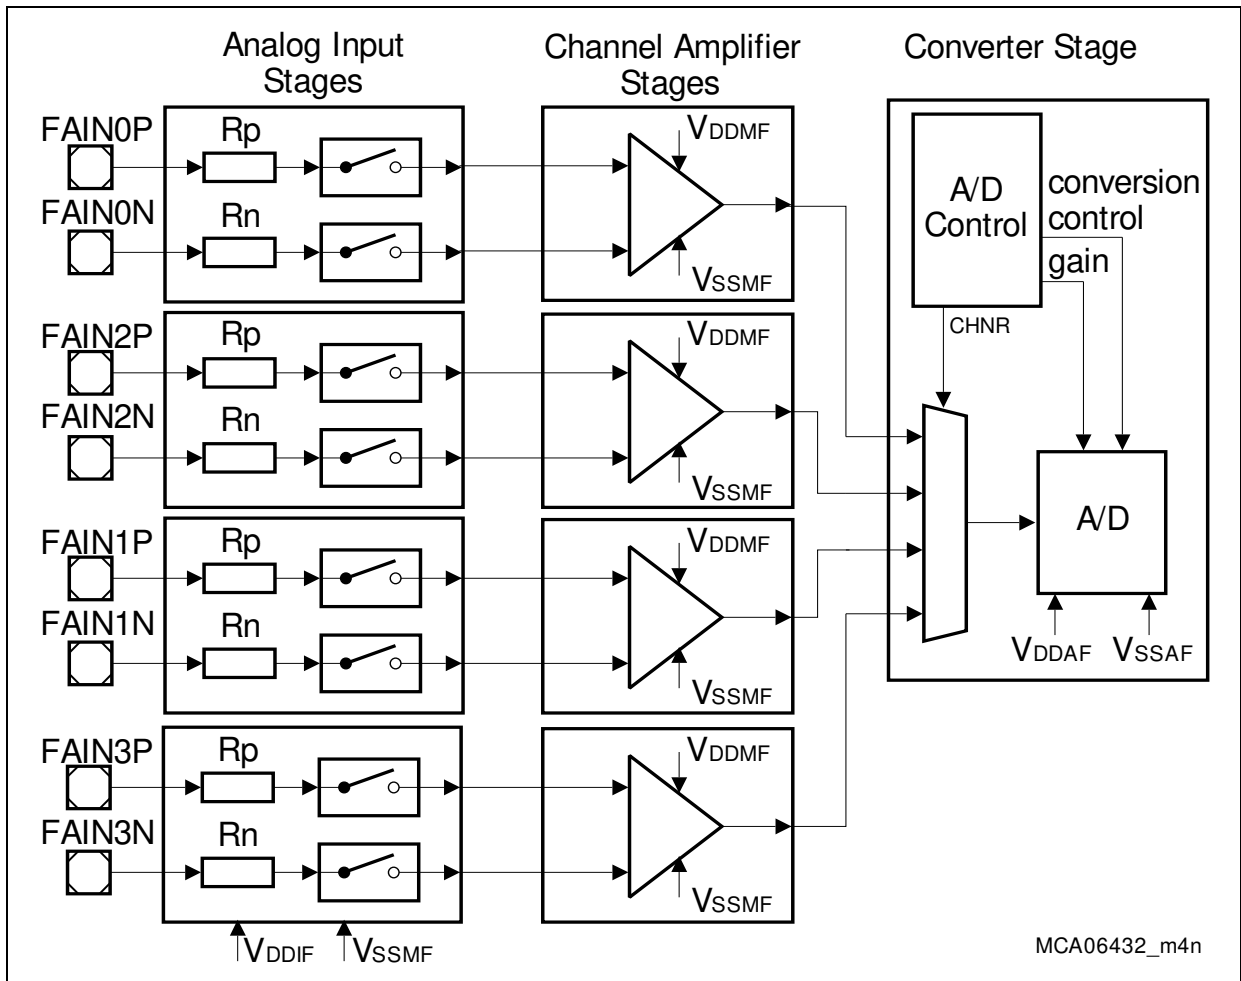 Analog Input
Stages
Channel Amplifier
Stages
Converter Stage
FAIN0P
Rp
FAIN0N
Rn
VDDMF
VSSMF
A/D
Control
conversion
control
gain
CHNR
FAIN2P
Rp
FAIN2N
Rn
VDDMF
VSSMF
A/D
VDDAF
VSSAF
FAIN1P
Rp
FAIN1N
Rn
VDDMF
VSSMF
FAIN3P
Rp
FAIN3N
Rn
VDDMF
VSSMF
VDDIF
VSSMF
MCA06432_m4n